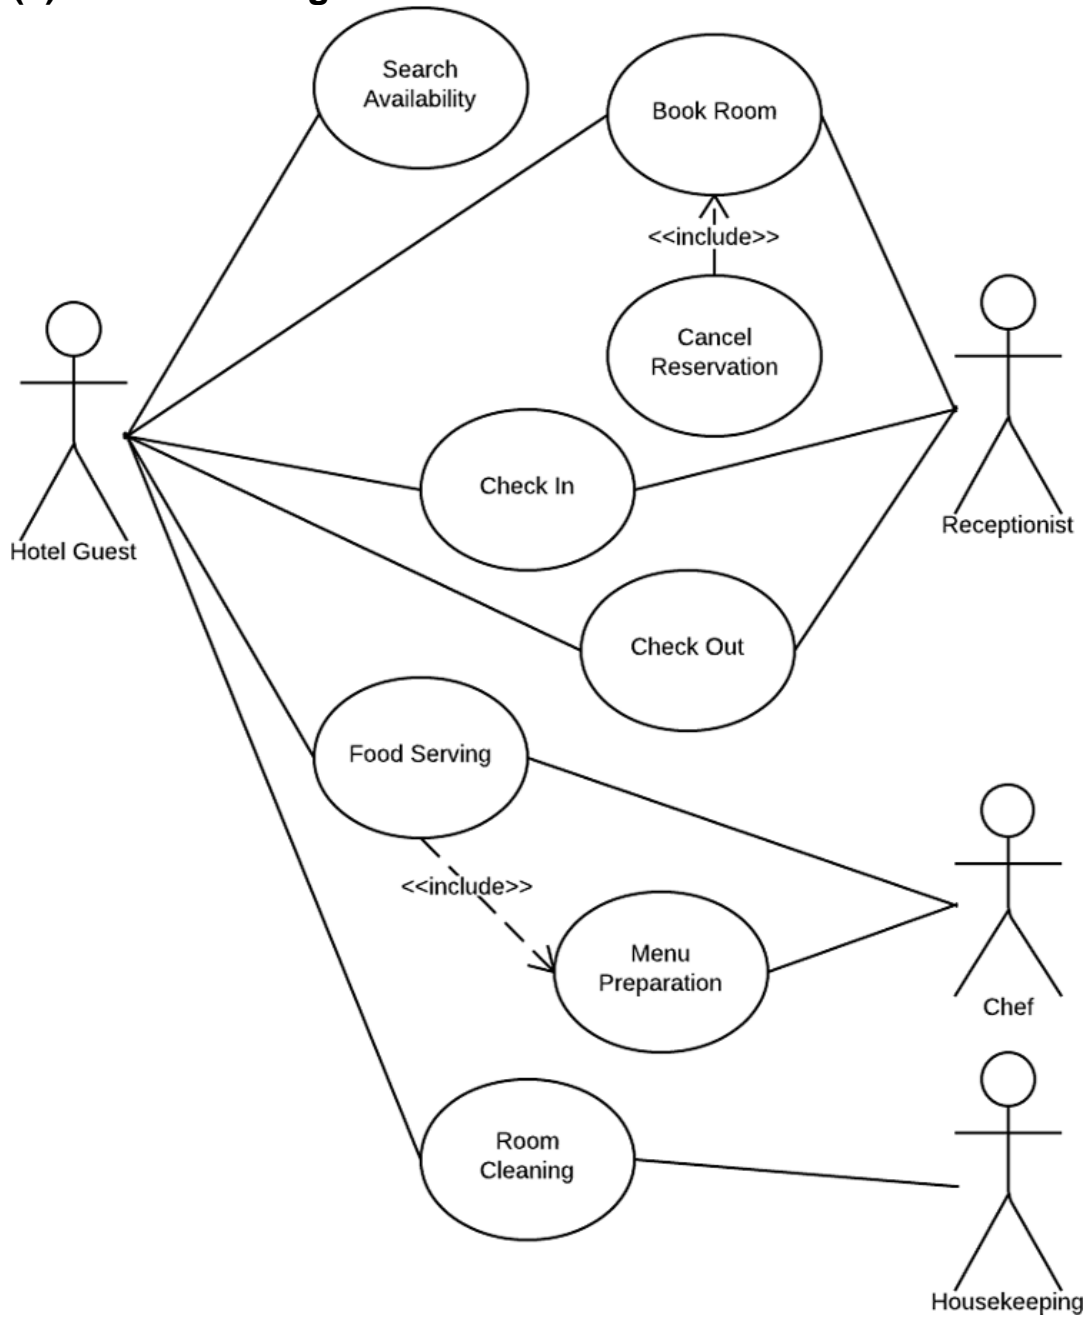 Search
Availability
Book Room
<<include>>
Cancel
Reservation
Check In
Hotel Guest
Receptionist
Check Out
Food Serving
<<include>>
Menu
Preparation
Chef
Room
Cleaning
Housekeeping